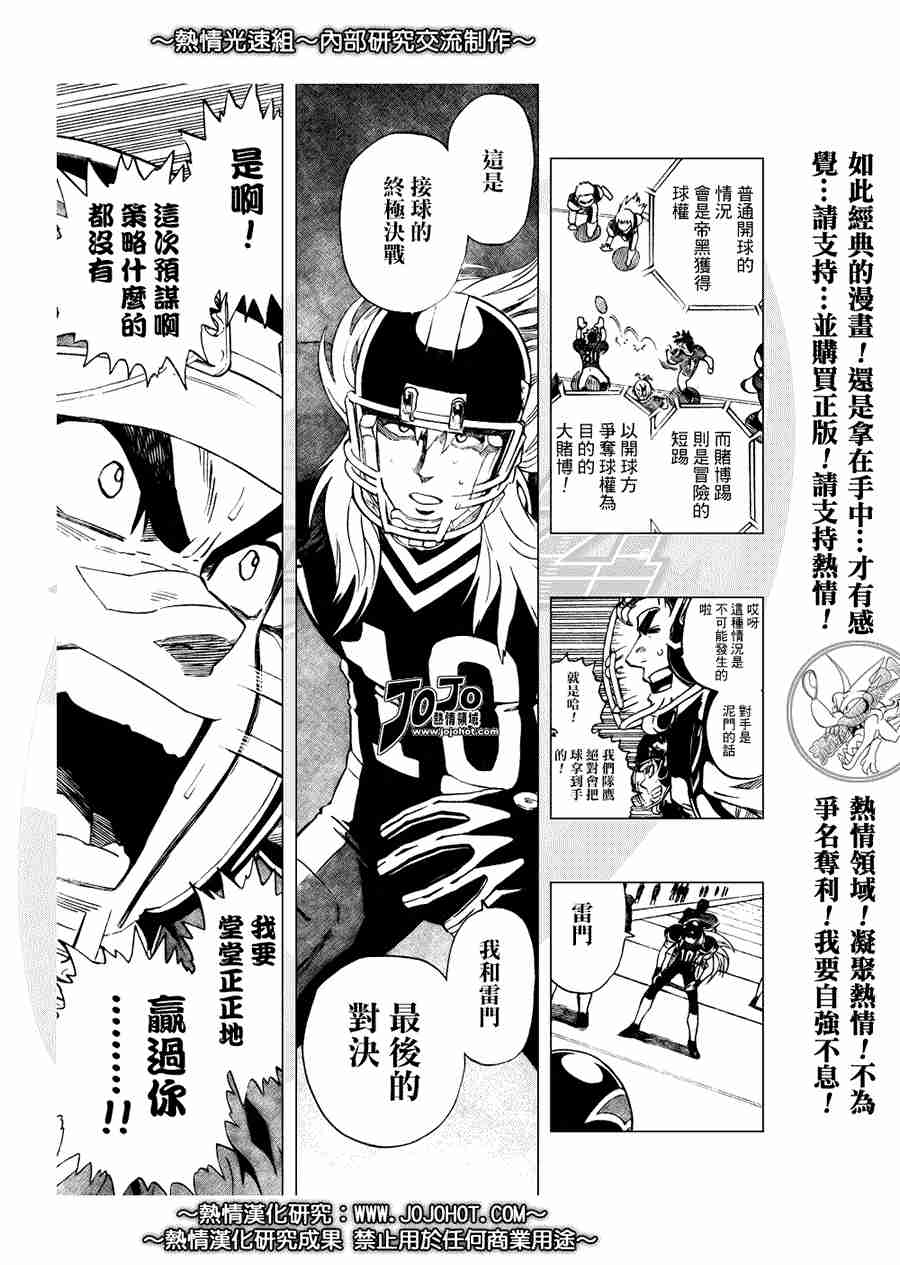 ～熱情光速組～內部研究交流制作～
如此經典的漫畫！還是拿在手中…才有感
覺…請支持…並購買正版！請支持熱情！
熱情領域！凝聚熱情！不為
爭名奪利！我要自強不息！
普通開球的
情況
會是帝黑獲得
球權
而賭博踢
則是冒險的
短踢
以開球方
爭奪球權為
目的的
大賭博！
哎呀
這種情況是
不可能發生的
啦
對手是
泥門的話
就是哈！
我們隊鷹
絕對會把
球拿到手
的！
雷門
這是
接球的
終極決戰
JOJO
熱情領域
www.jojohot.com
10
我和雷門
最後的
對決
是啊！
這次預謀啊
策略什麼的
都沒有
我要
堂堂正正地
贏過你
………!!
～熱情漢化研究：WWW.JOJOHOT.COM～
～熱情漢化研究成果 禁止用於任何商業用途～